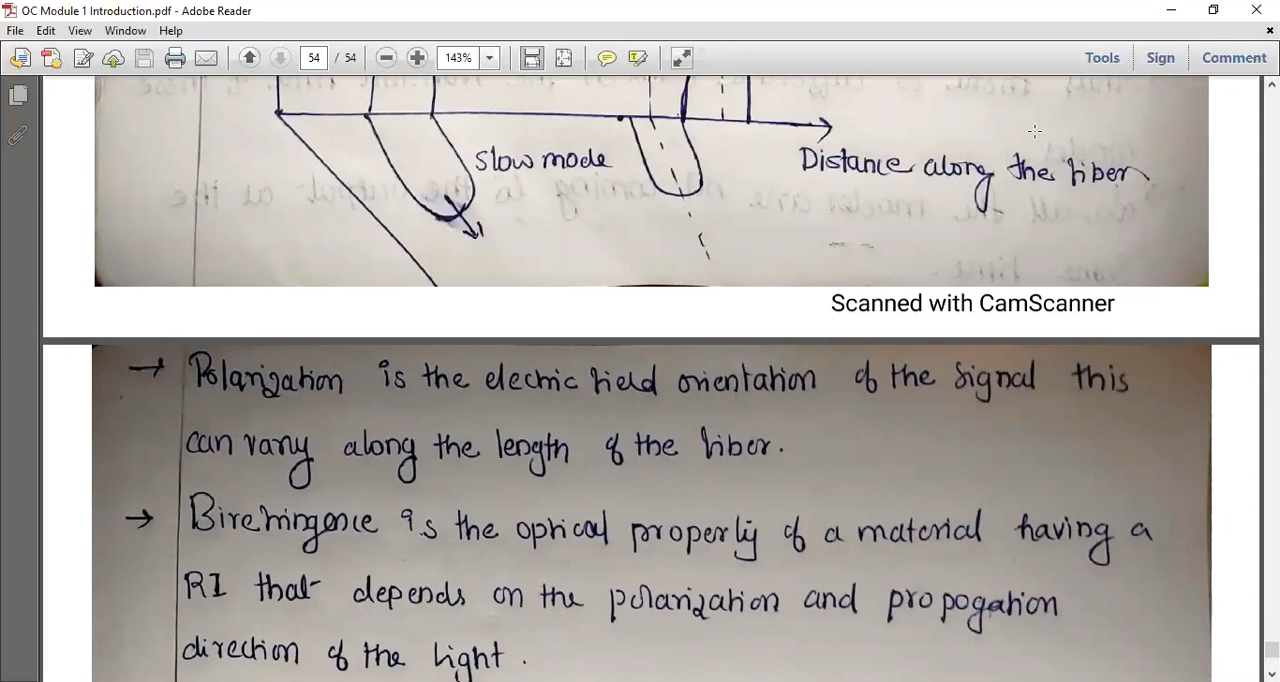 OC Module 1 Introduction.pdf - Adobe Reader
File Edit View Window Help
54 / 54 143% Tools Sign Comment
Slow mode
Distance along the fiber
Scanned with CamScanner
→ Polarization is the electric field orientation of the signal this
can vary along the length of the fiber.
→ Birefringence is the optical property of a material having a
RI that depends on the polarization and propogation
direction of the light.